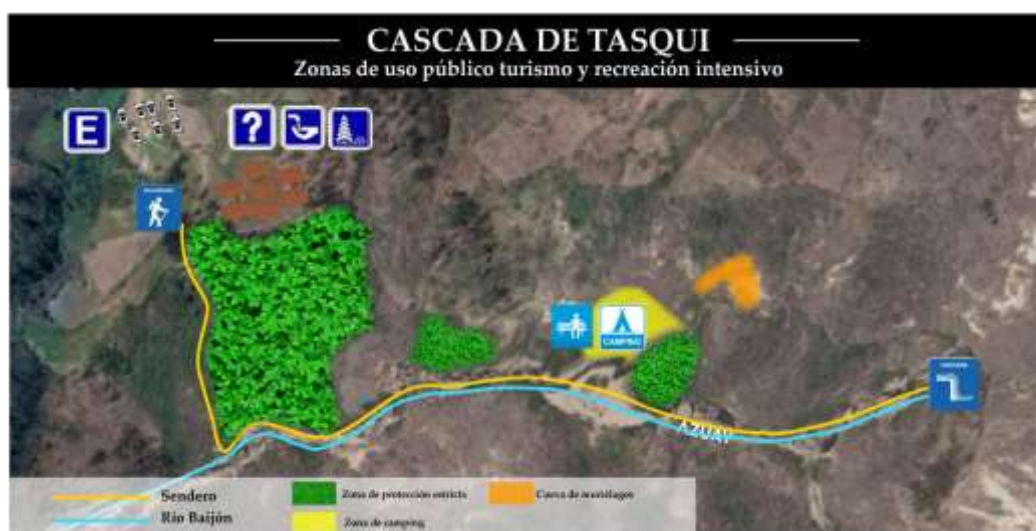 CASCADA DE TASQUI
Zonas de uso público turismo y recreación intensivo
E
?
CAMPING
AZUAY
Sendero
Zona de protección estricta
Cueva de murciélagos
Río Baijón
Zona de camping